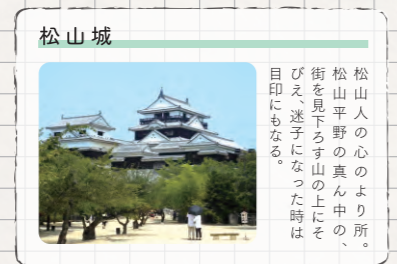 松山城
松山人の心のより所。
松山平野の真ん中の、
街を見下ろす山の上にそ
びえ、迷子になった時は
目印にもなる。